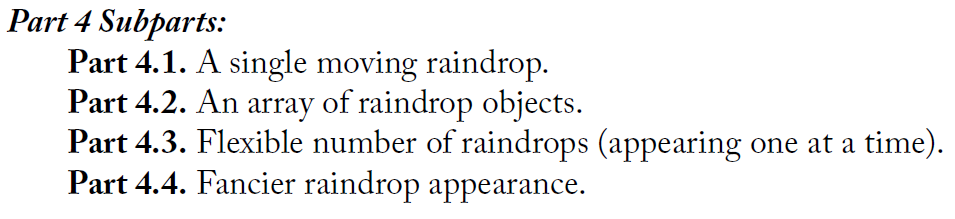 Part 4 Subparts:
Part 4.1. A single moving raindrop.
Part 4.2. An array of raindrop objects.
Part 4.3. Flexible number of raindrops (appearing one at a time).
Part 4.4. Fancier raindrop appearance.